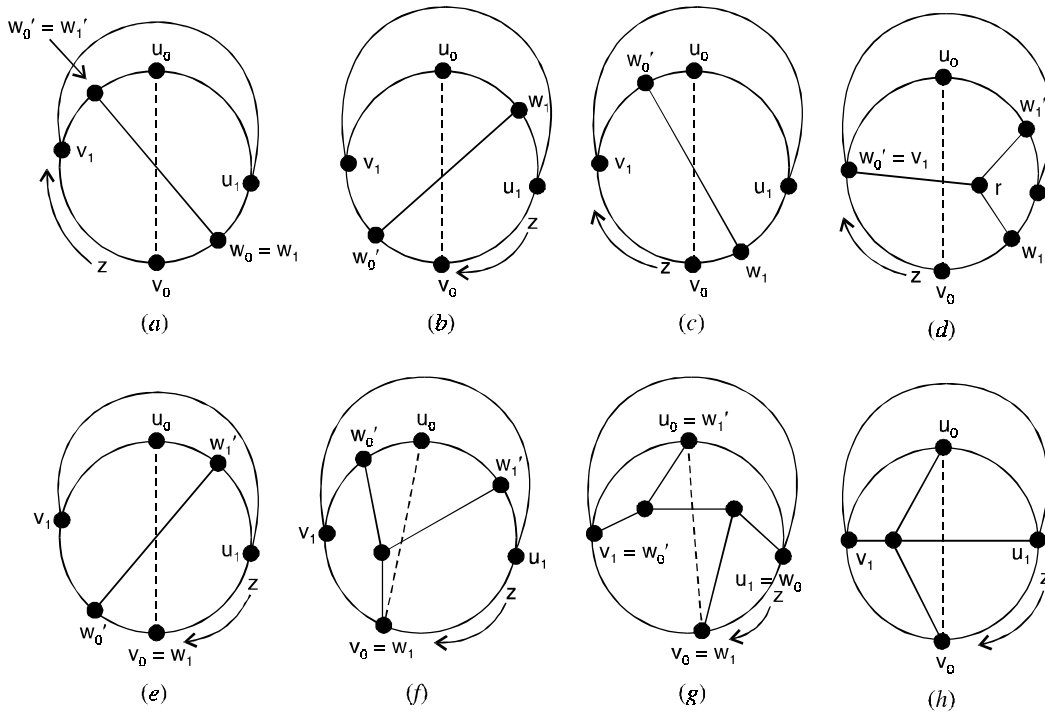 w₀′ = w₁′
u₀
v₁
u₁
w₀ = w₁
z
v₀
(a)
u₀
w₁
v₁
u₁
w₀′
z
v₀
(b)
w₀′
u₀
v₁
u₁
z
w₁
v₀
(c)
u₀
w₁′
w₀′ = v₁
r
w₁
z
v₀
(d)
u₀
w₁′
v₁
u₁
z
w₀′
v₀ = w₁
(e)
w₀′
u₀
w₁′
v₁
u₁
z
v₀ = w₁
(f)
u₀ = w₁′
v₁ = w₀′
u₁ = w₀
z
v₀ = w₁
(g)
u₀
v₁
u₁
z
v₀
(h)